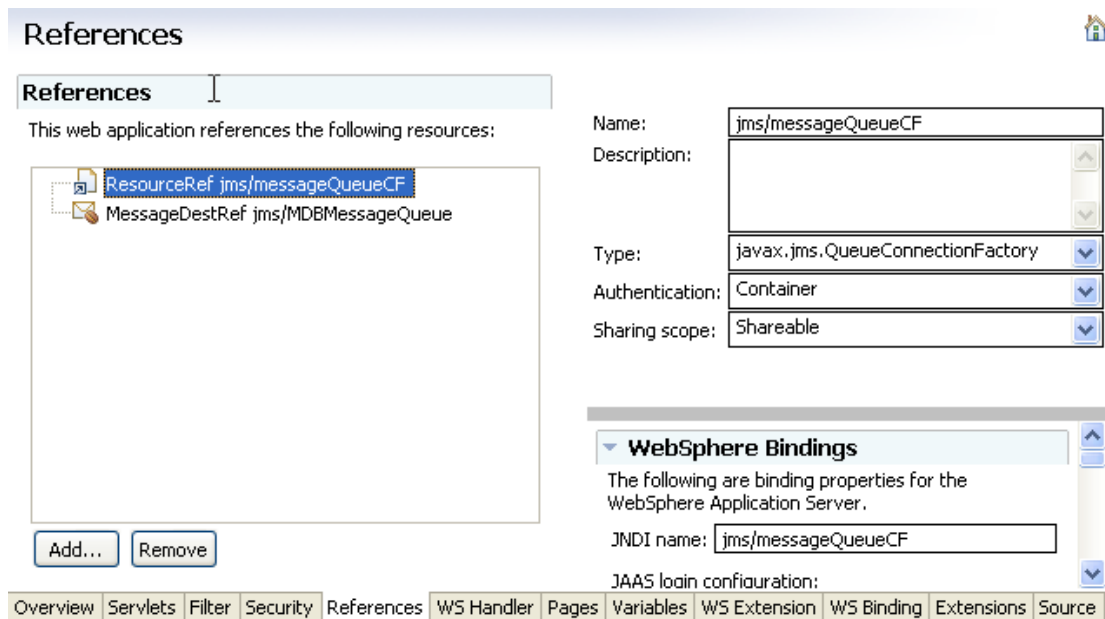 References
References
This web application references the following resources:
ResourceRef jms/messageQueueCF
MessageDestRef jms/MDBMessageQueue
Add...
Remove
Name: jms/messageQueueCF
Description:
Type: javax.jms.QueueConnectionFactory
Authentication: Container
Sharing scope: Shareable
WebSphere Bindings
The following are binding properties for the
WebSphere Application Server.
JNDI name: jms/messageQueueCF
JAAS login configuration:
Overview Servlets Filter Security References WS Handler Pages Variables WS Extension WS Binding Extensions Source